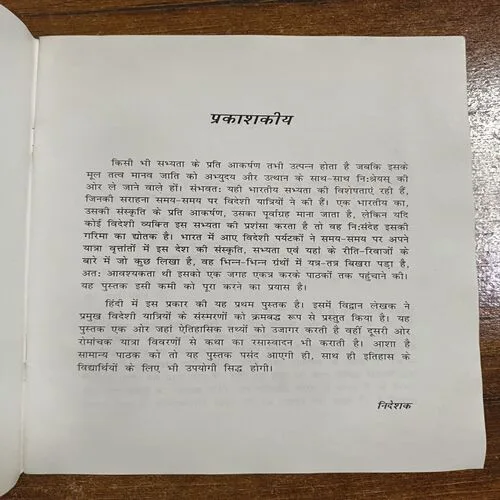 प्रकाशकीय
किसी भी सभ्यता के प्रति आकर्षण तभी उत्पन्न होता है जबकि इसके
मूल तत्व मानव जाति को अभ्युदय और उत्थान के साथ-साथ नि:श्रेयस् की
ओर ले जाने वाले हों। संभवत: यही भारतीय सभ्यता की विशेषताएं रही हैं,
जिनकी सराहना समय-समय पर विदेशी यात्रियों ने की हैं। एक भारतीय का,
उसकी संस्कृति के प्रति आकर्षण, उसका पूर्वाग्रह माना जाता है, लेकिन यदि
कोई विदेशी व्यक्ति इस सभ्यता की प्रशंसा करता है तो वह नि:संदेह इसकी
गरिमा का द्योतक है। भारत में आए विदेशी पर्यटकों ने समय-समय पर अपने
यात्रा वृत्तांतों में इस देश की संस्कृति, सभ्यता एवं यहां के रीति-रिवाजों के
बारे में जो कुछ लिखा है, वह भिन्न-भिन्न ग्रंथों में यत्र-तत्र बिखरा पड़ा है,
अत: आवश्यकता थी इसको एक जगह एकत्र करके पाठकों तक पहुंचाने की।
यह पुस्तक इसी कमी को पूरा करने का प्रयास है।
हिंदी में इस प्रकार की यह प्रथम पुस्तक है। इसमें विद्वान लेखक ने
प्रमुख विदेशी यात्रियों के संस्मरणों को क्रमबद्ध रूप से प्रस्तुत किया है। यह
पुस्तक एक ओर जहां ऐतिहासिक तथ्यों को उजागर करती है वहीं दूसरी ओर
रोमांचक यात्रा विवरणों से कथा का रसास्वादन भी कराती है। आशा है
सामान्य पाठक को तो यह पुस्तक पसंद आएगी ही, साथ ही इतिहास के
विद्यार्थियों के लिए भी उपयोगी सिद्ध होगी।
निदेशक